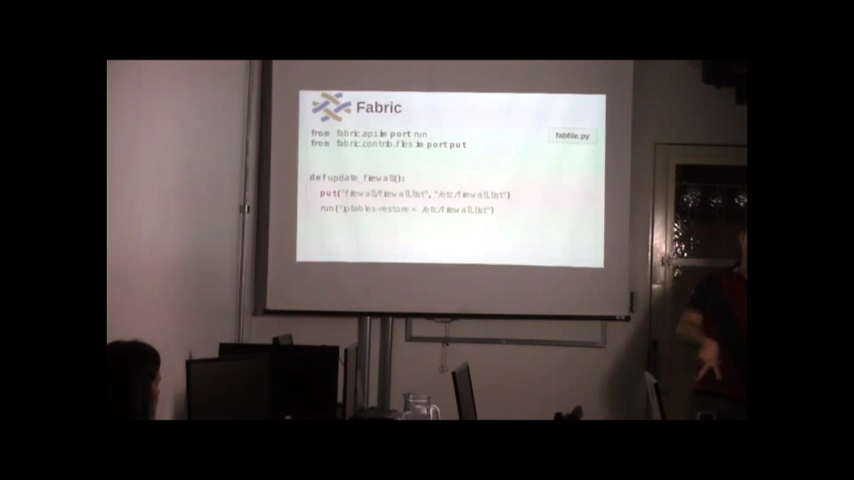 Fabric
from fabric.api import run
fabfile.py
from fabric.contrib.files import put
def update_firewall():
put("firewall/firewall.list", "/etc/firewall.list")
run("iptables-restore < /etc/firewall.list")